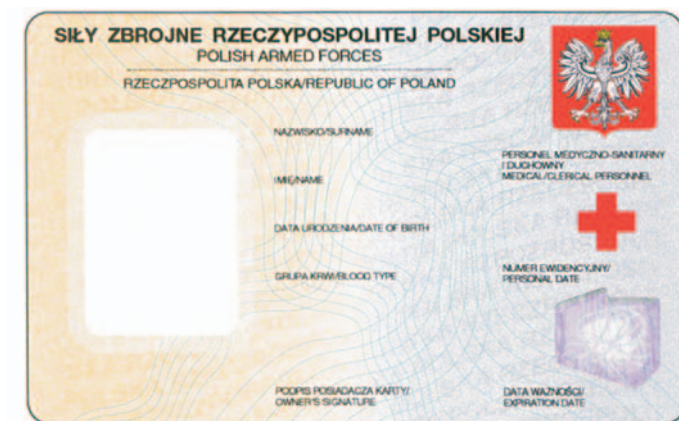 SIŁY ZBROJNE RZECZYPOSPOLITEJ POLSKIEJ
POLISH ARMED FORCES
RZECZPOSPOLITA POLSKA/REPUBLIC OF POLAND
NAZWISKO/SURNAME
PERSONEL MEDYCZNO-SANITARNY
I DUCHOWNY
MEDICAL/CLERICAL PERSONNEL
IMIĘ/NAME
DATA URODZENIA/DATE OF BIRTH
GRUPA KRWI/BLOOD TYPE
NUMER EWIDENCYJNY/
PERSONAL DATE
PODPIS POSIADACZA KARTY/
OWNER'S SIGNATURE
DATA WAŻNOŚCI/
EXPIRATION DATE